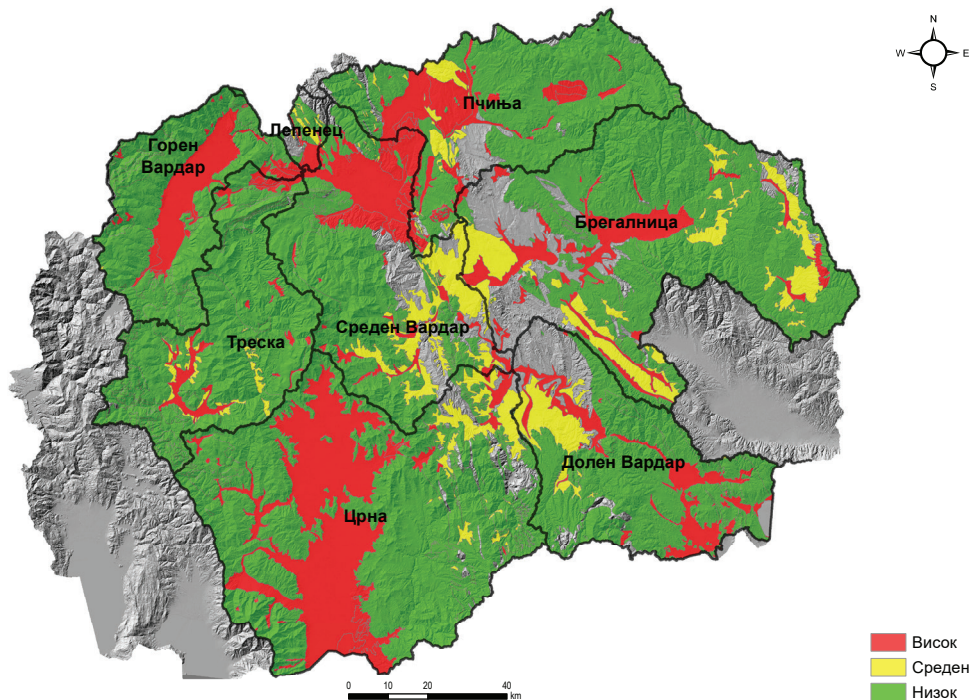 N
W
E
S
Пчиња
Лепенец
Горен
Вардар
Брегалница
Среден Вардар
Треска
Долен Вардар
Црна
Висок
Среден
Низок
0 10 20 40
km